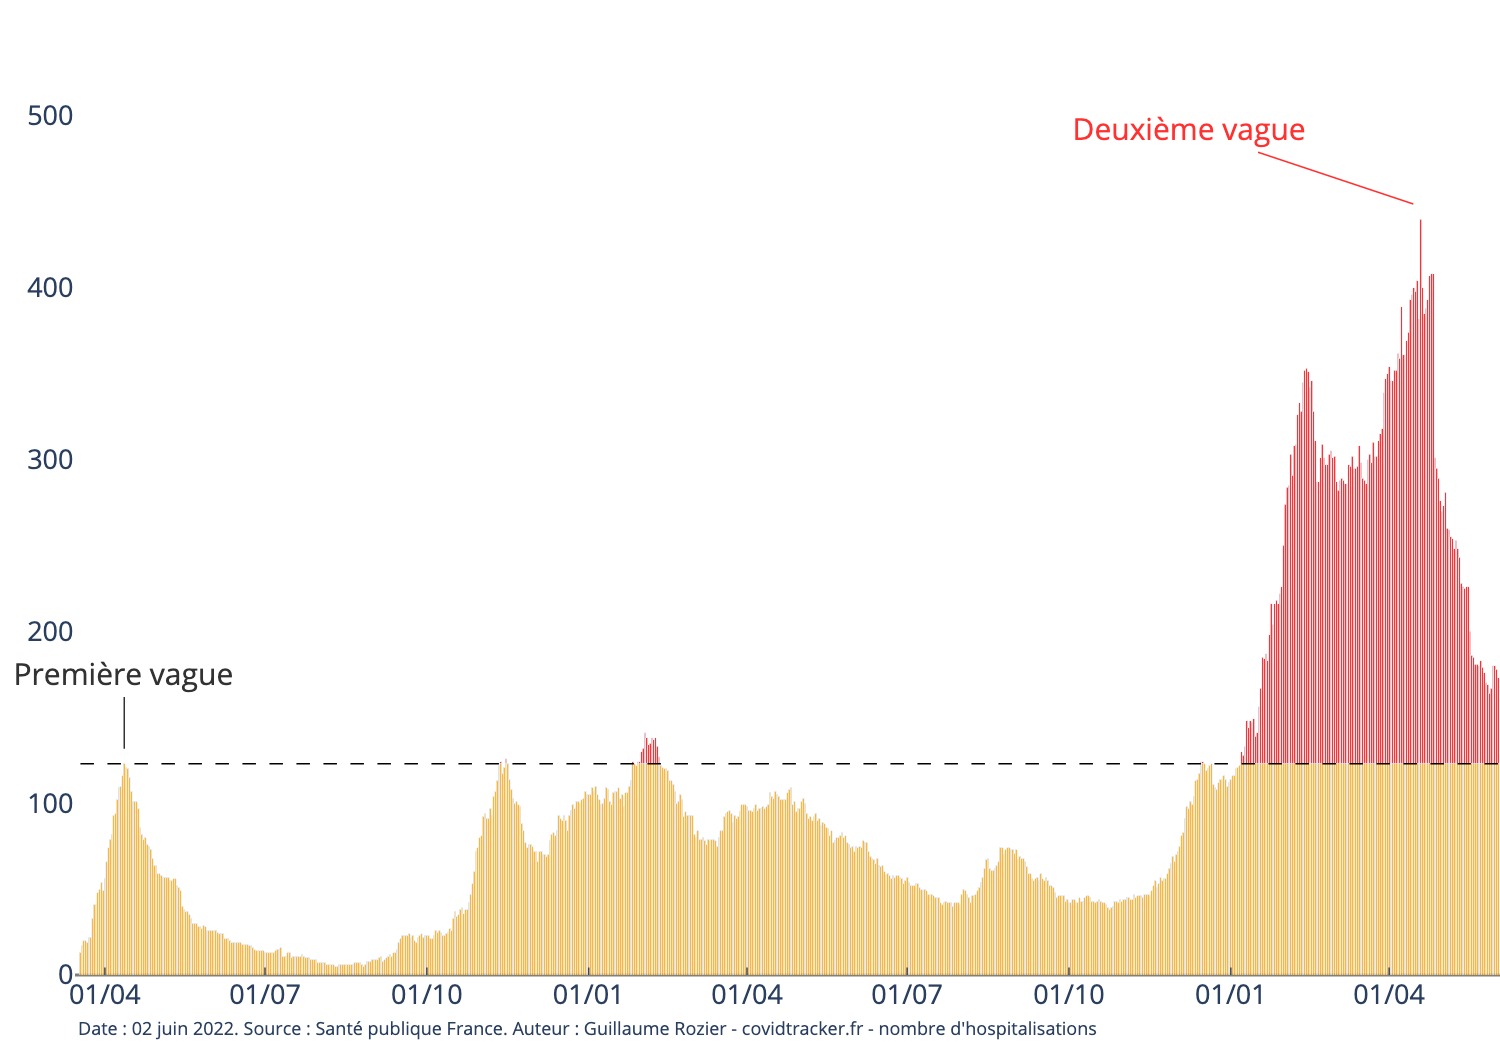 500
Deuxième vague
400
300
200
Première vague
100
0
01/04 01/07 01/10 01/01 01/04 01/07 01/10 01/01 01/04
Date : 02 juin 2022. Source : Santé publique France. Auteur : Guillaume Rozier - covidtracker.fr - nombre d'hospitalisations